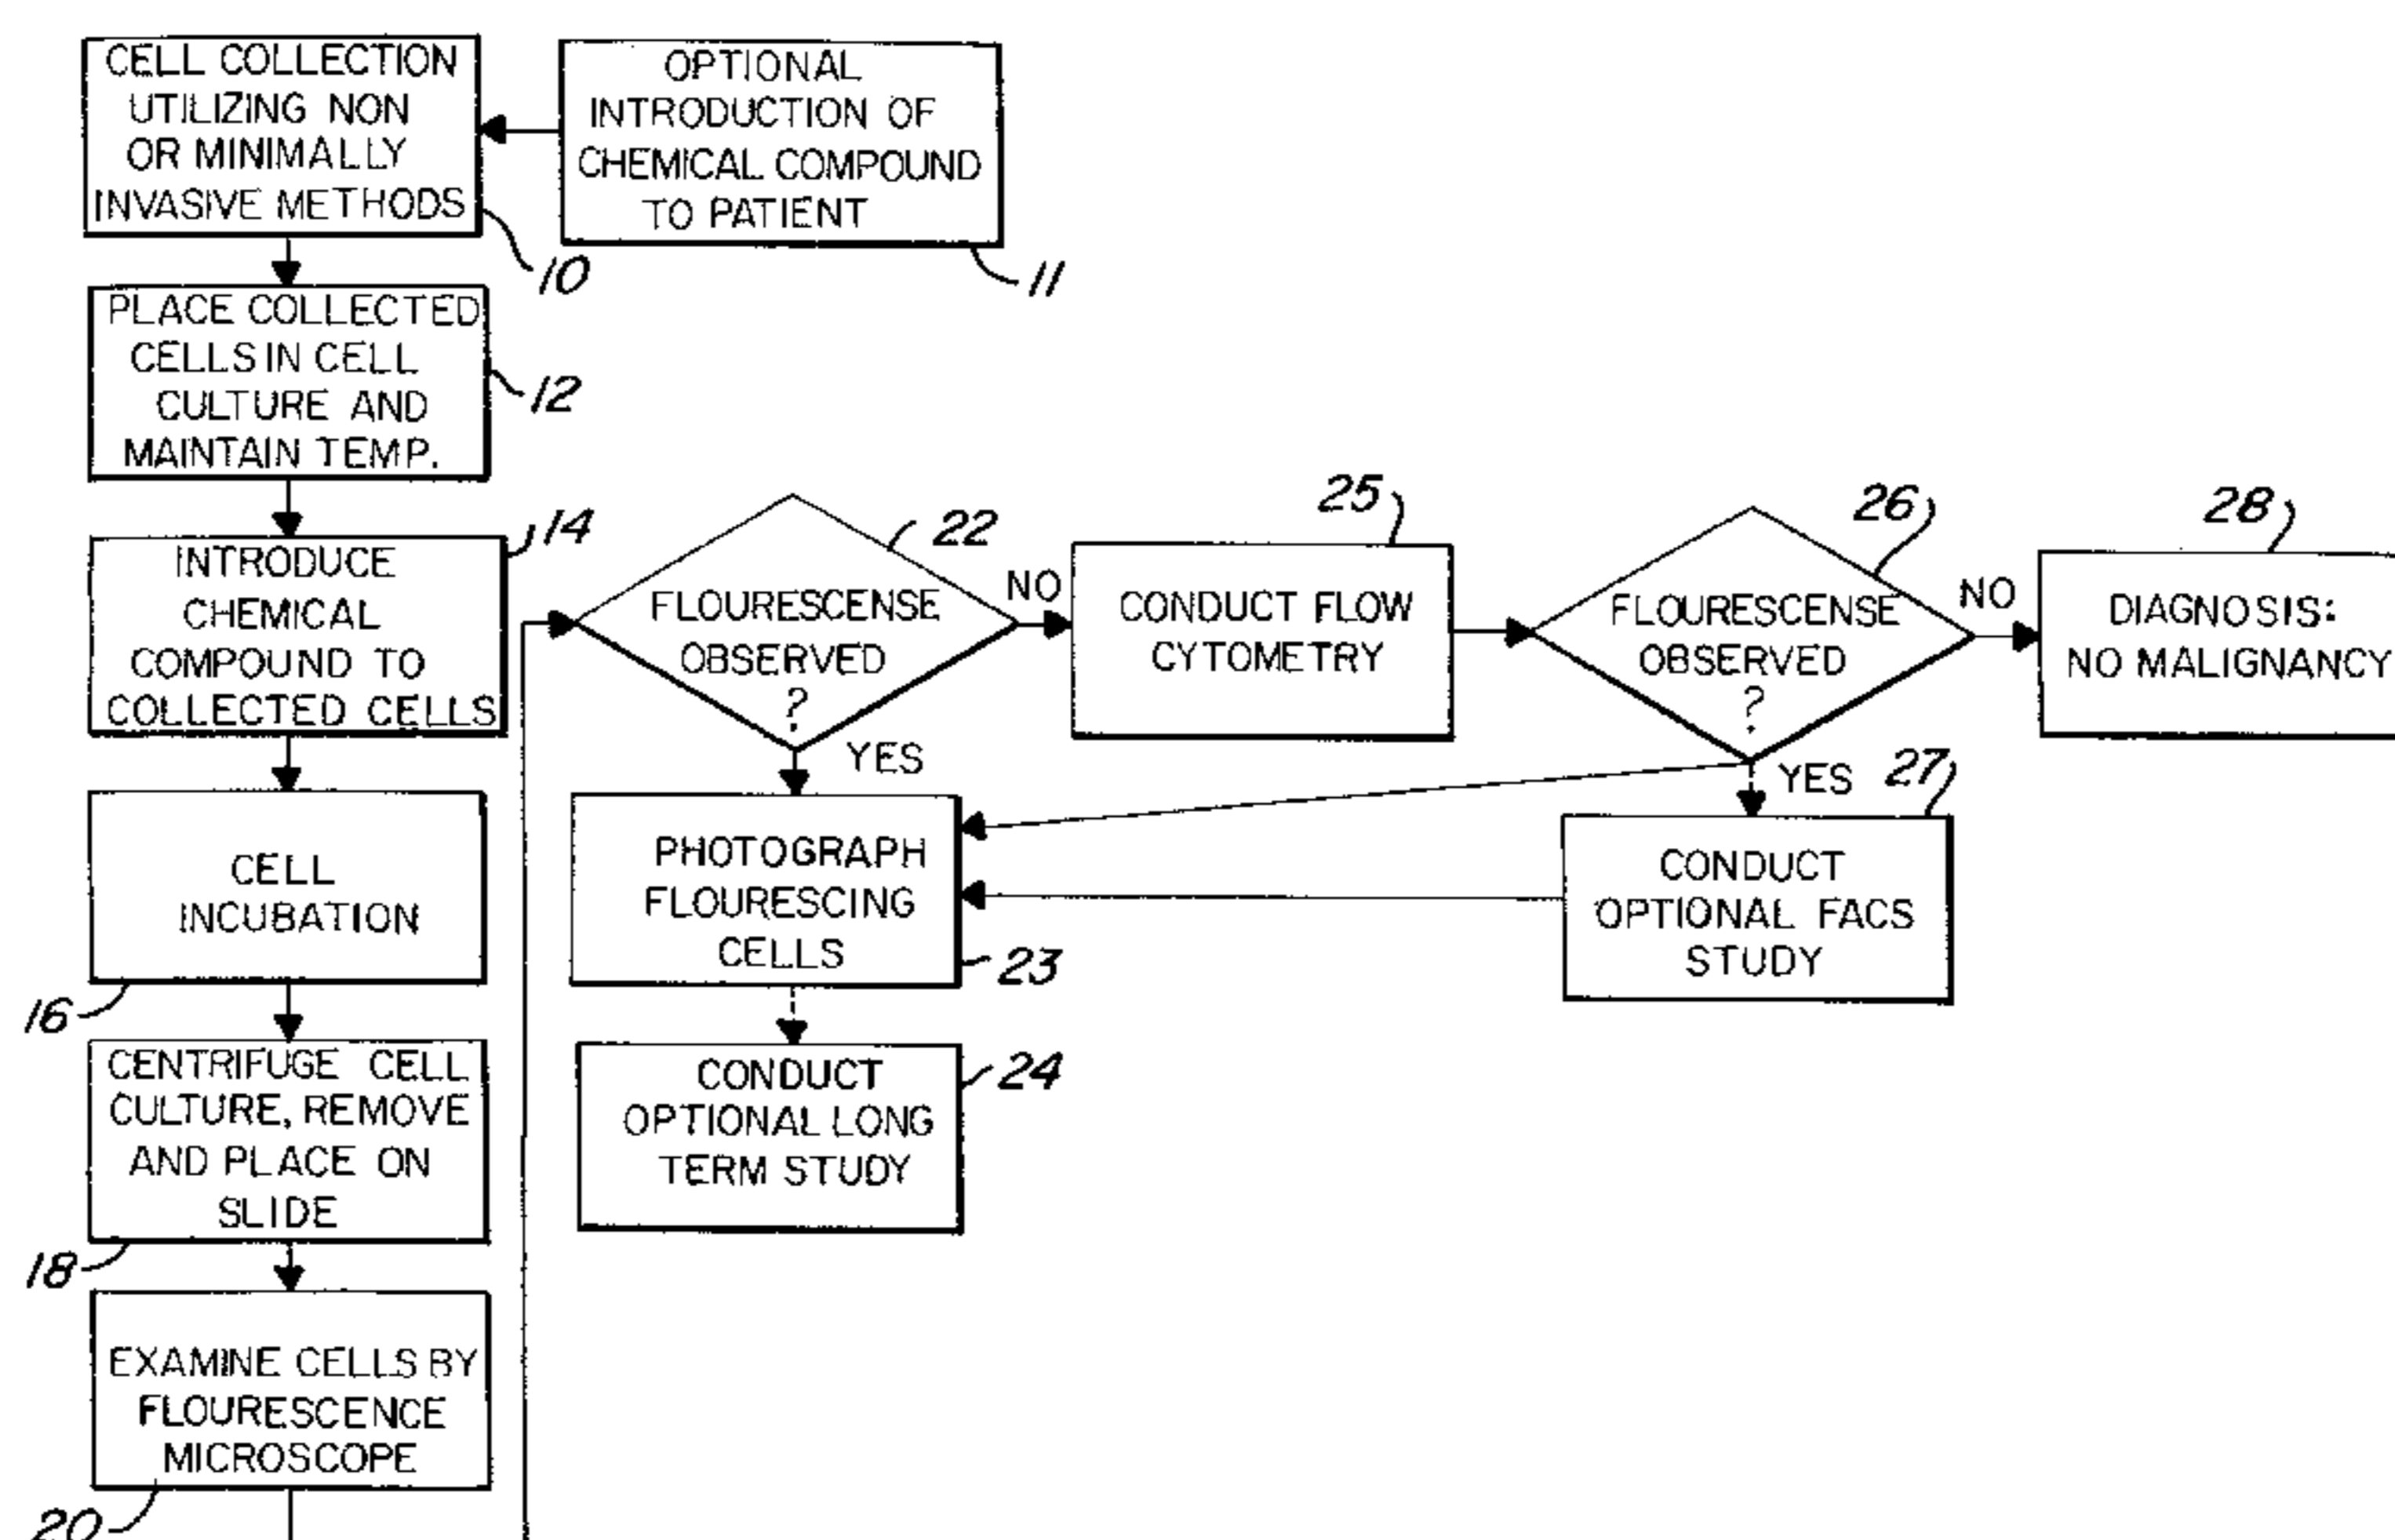 CELL COLLECTION
UTILIZING NON
OR MINIMALLY
INVASIVE METHODS
10
OPTIONAL
INTRODUCTION OF
CHEMICAL COMPOUND
TO PATIENT
11
PLACE COLLECTED
CELLS IN CELL
CULTURE AND
MAINTAIN TEMP.
12
INTRODUCE
CHEMICAL
COMPOUND TO
COLLECTED CELLS
14
CELL
INCUBATION
16
CENTRIFUGE CELL
CULTURE, REMOVE
AND PLACE ON
SLIDE
18
EXAMINE CELLS BY
FLOURESCENCE
MICROSCOPE
20
22
FLOURESCENSE
OBSERVED
?
NO
YES
25
CONDUCT FLOW
CYTOMETRY
26
FLOURESCENSE
OBSERVED
?
NO
YES
28
DIAGNOSIS:
NO MALIGNANCY
27
CONDUCT
OPTIONAL FACS
STUDY
PHOTOGRAPH
FLOURESCING
CELLS
23
CONDUCT
OPTIONAL LONG
TERM STUDY
24